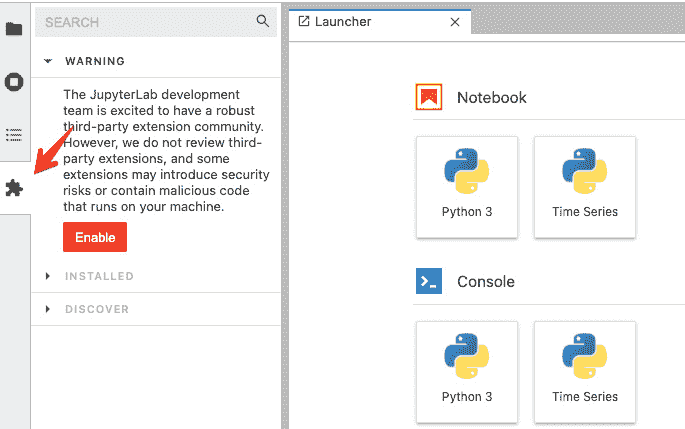 SEARCH
WARNING
The JupyterLab development
team is excited to have a robust
third-party extension community.
However, we do not review third-
party extensions, and some
extensions may introduce security
risks or contain malicious code
that runs on your machine.
Enable
INSTALLED
DISCOVER
Launcher
Notebook
Python 3
Time Series
Console
Python 3
Time Series